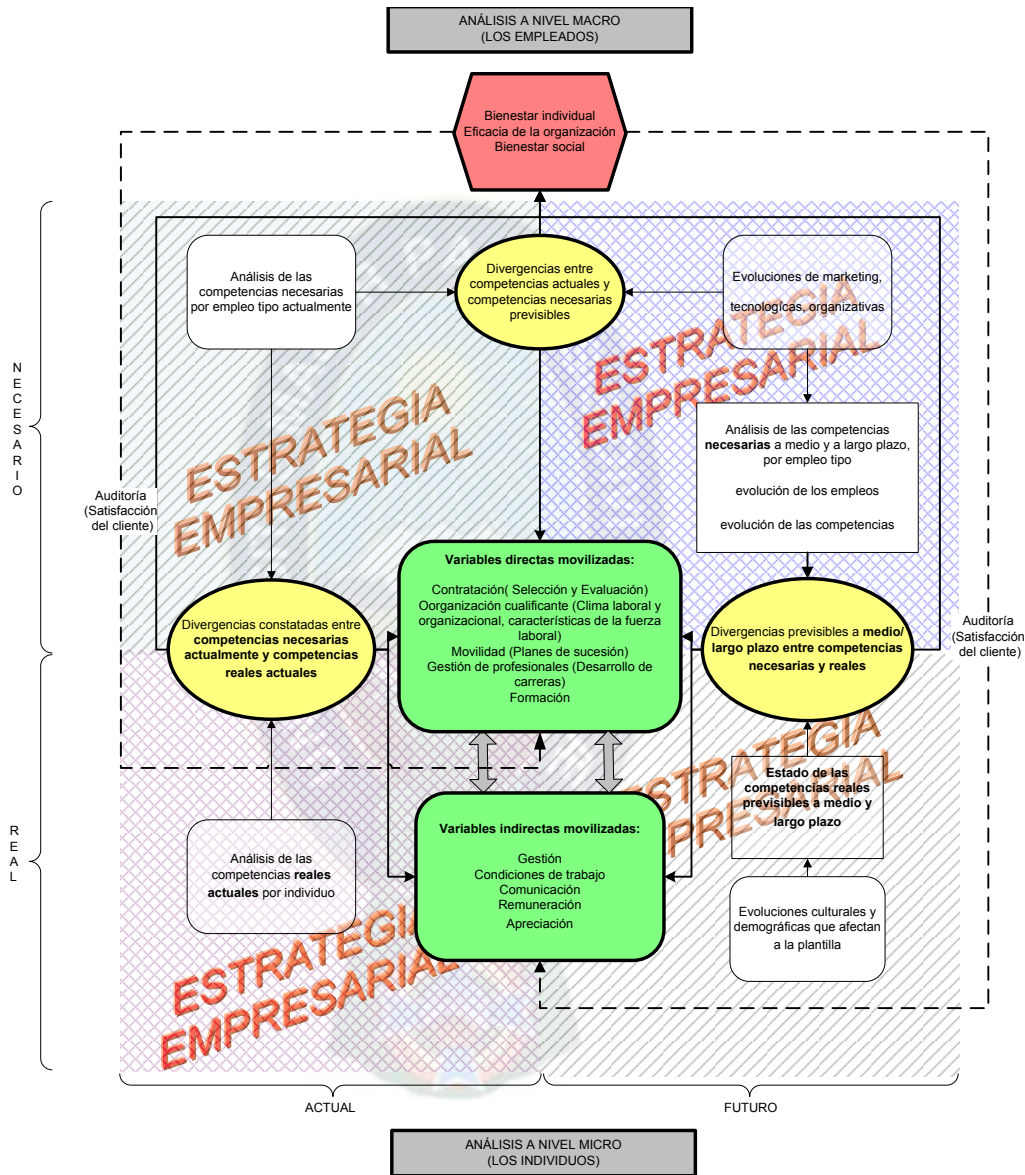 ANÁLISIS A NIVEL MACRO
(LOS EMPLEADOS)
Bienestar individual
Eficacia de la organización
Bienestar social
Análisis de las
competencias necesarias
por empleo tipo actualmente
Divergencias entre
competencias actuales y
competencias necesarias
previsibles
Evoluciones de marketing,
tecnologícas, organizativas
ESTRATEGIA
EMPRESARIAL
ESTRATEGIA
EMPRESARIAL
NECESARIO
Análisis de las competencias
necesarias a medio y a largo plazo,
por empleo tipo
evolución de los empleos
evolución de las competencias
Auditoría
(Satisfacción
del cliente)
Variables directas movilizadas:
Contratación( Selección y Evaluación)
Oorganización cualificante (Clima laboral y
organizacional, características de la fuerza
laboral)
Movilidad (Planes de sucesión)
Gestión de profesionales (Desarrollo de
carreras)
Formación
Divergencias constatadas entre
competencias necesarias
actualmente y competencias
reales actuales
Divergencias previsibles a medio/
largo plazo entre competencias
necesarias y reales
Auditoría
(Satisfacción
del cliente)
REAL
ESTRATEGIA
EMPRESARIAL
Estado de las
competencias reales
previsibles a medio y
largo plazo
Variables indirectas movilizadas:
Gestión
Condiciones de trabajo
Comunicación
Remuneración
Apreciación
Análisis de las
competencias reales
actuales por individuo
Evoluciones culturales y
demográficas que afectan
a la plantilla
ESTRATEGIA
EMPRESARIAL
ACTUAL
FUTURO
ANÁLISIS A NIVEL MICRO
(LOS INDIVIDUOS)